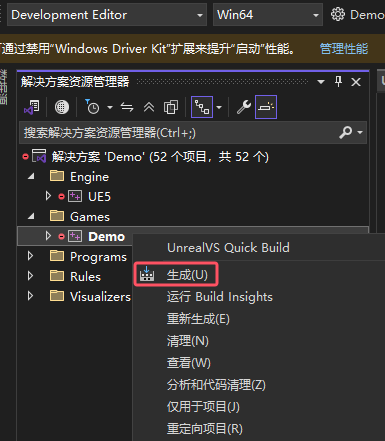 Development Editor
Win64
Demo
通过禁用“Windows Driver Kit”扩展来提升“启动”性能。
管理性能
解决方案资源管理器
搜索解决方案资源管理器(Ctrl+;)
解决方案 'Demo' (52 个项目，共 52 个)
Engine
UE5
Games
Demo
Programs
Rules
Visualizers
UnrealVS Quick Build
生成(U)
运行 Build Insights
重新生成(E)
清理(N)
查看(W)
分析和代码清理(Z)
仅用于项目(J)
重定向项目(R)